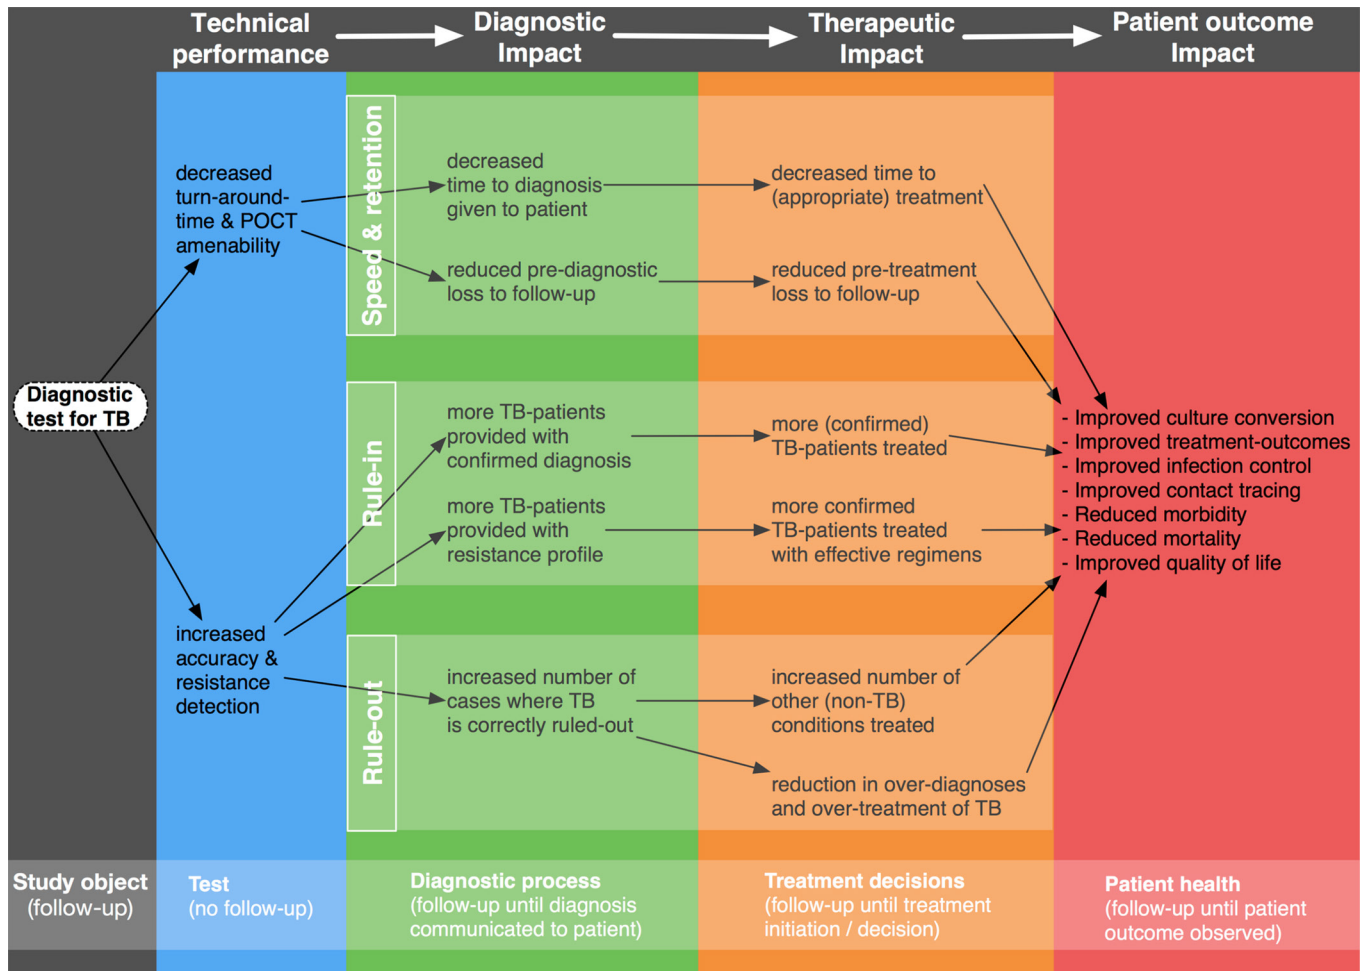 Technical
performance
Diagnostic
Impact
Therapeutic
Impact
Patient outcome
Impact
Diagnostic
test for TB
decreased
turn-around-
time & POCT
amenability
increased
accuracy &
resistance
detection
Speed & retention
decreased
time to diagnosis
given to patient
reduced pre-diagnostic
loss to follow-up
decreased time to
(appropriate) treatment
reduced pre-treatment
loss to follow-up
Rule-in
more TB-patients
provided with
confirmed diagnosis
more TB-patients
provided with
resistance profile
more (confirmed)
TB-patients treated
more confirmed
TB-patients treated
with effective regimens
Rule-out
increased number of
cases where TB
is correctly ruled-out
increased number of
other (non-TB)
conditions treated
reduction in over-diagnoses
and over-treatment of TB
- Improved culture conversion
- Improved treatment-outcomes
- Improved infection control
- Improved contact tracing
- Reduced morbidity
- Reduced mortality
- Improved quality of life
Study object
(follow-up)
Test
(no follow-up)
Diagnostic process
(follow-up until diagnosis
communicated to patient)
Treatment decisions
(follow-up until treatment
initiation / decision)
Patient health
(follow-up until patient
outcome observed)